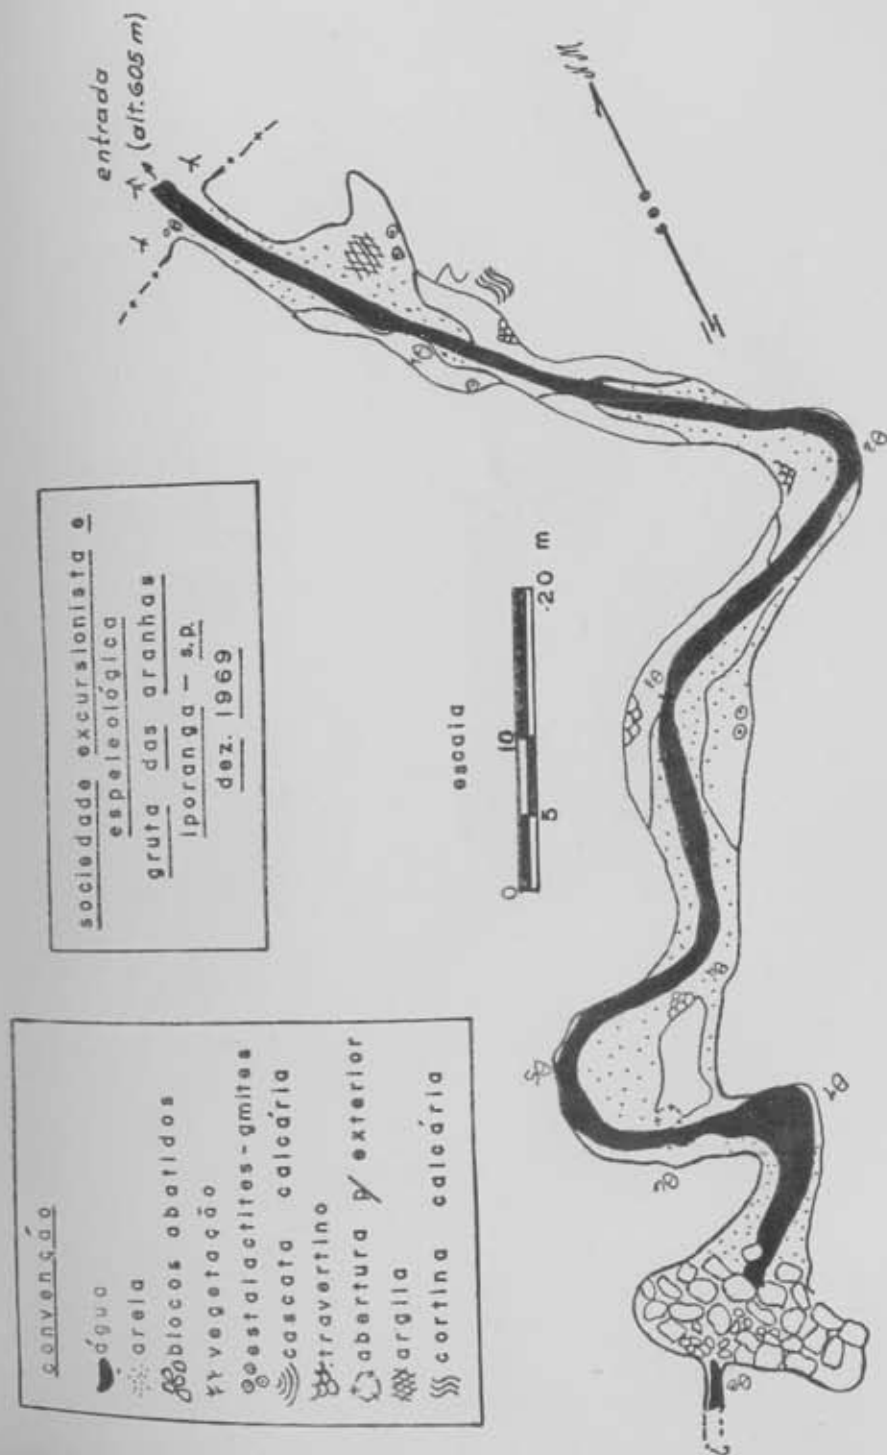 entrada
(alt. 605 m)
sociedade excursionista e
espeleológica
gruta das aranhas
iporanga – s.p.
dez. 1969
escala
0 5 10 20 m
convenção
água
areia
blocos abatidos
vegetação
estalactites-gmites
cascata calcária
travertino
abertura p/ exterior
argila
cortina calcária
?